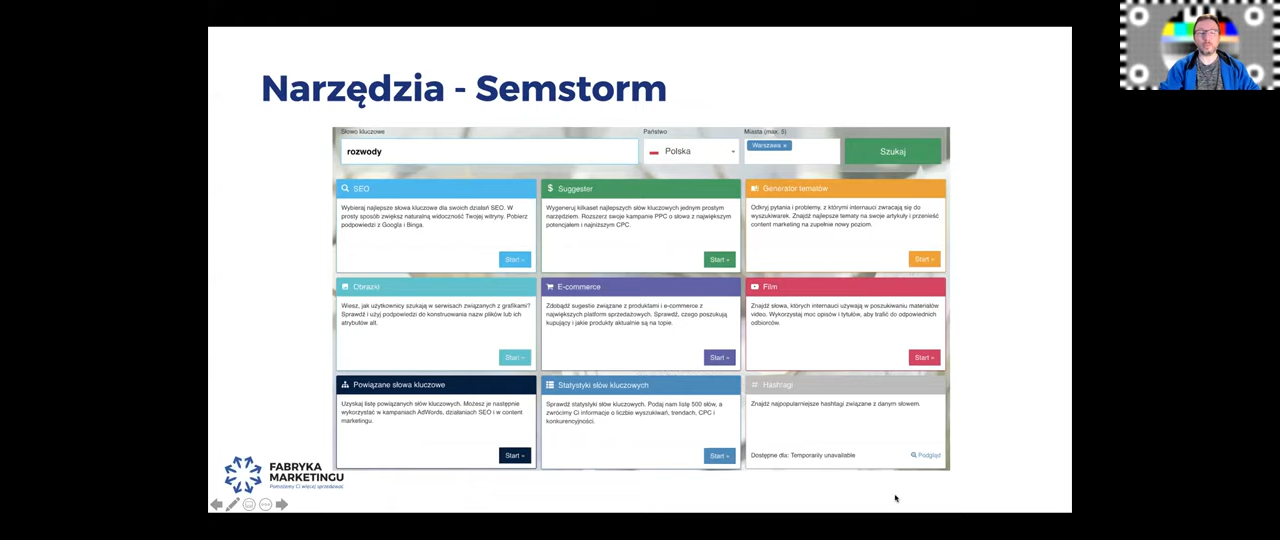 Narzędzia - Semstorm
Słowo kluczowe
Państwo
Miasta (max: 5)
rozwody
Polska
Warszawa ×
Szukaj
SEO
Wybieraj najlepsze słowa kluczowe dla swoich działań SEO. W
prosty sposób zwiększ naturalną widoczność Twojej witryny. Pobierz
podpowiedzi z Googla i Binga.
Start »
Suggester
Wygeneruj kilkaset najlepszych słów kluczowych jednym prostym
narzędziem. Rozszerz swoje kampanie PPC o słowa z największym
potencjałem i najniższym CPC.
Start »
Generator tematów
Odkryj pytania i problemy, z którymi internauci zwracają się do
wyszukiwarek. Znajdź najlepsze tematy na swoje artykuły i przenieść
content marketing na zupełnie nowy poziom.
Start »
Obrazki
Wiesz, jak użytkownicy szukają w serwisach związanych z grafikami?
Sprawdź i użyj podpowiedzi do konstruowania nazw plików lub ich
atrybutów alt.
Start »
E-commerce
Zdobądź sugestie związane z produktami i e-commerce z
największych platform sprzedażowych. Sprawdź, czego poszukują
kupujący i jakie produkty aktualnie są na topie.
Start »
Film
Znajdź słowa, których internauci używają w poszukiwaniu materiałów
video. Wykorzystaj moc opisów i tytułów, aby trafić do odpowiednich
odbiorców.
Start »
Powiązane słowa kluczowe
Uzyskaj listę powiązanych słów kluczowych. Możesz je następnie
wykorzystać w kampaniach AdWords, działaniach SEO i w content
marketingu.
Start »
Statystyki słów kluczowych
Sprawdź statystyki słów kluczowych. Podaj nam listę 500 słów, a
zwrócimy Ci informacje o liczbie wyszukiwań, trendach, CPC i
konkurencyjności.
Start »
Hashtagi
Znajdź najpopularniejsze hashtagi związane z danym słowem.
Dostępne dla: Temporarily unavailable
Podgląd
FABRYKA
MARKETINGU
Pomożemy Ci więcej sprzedawać